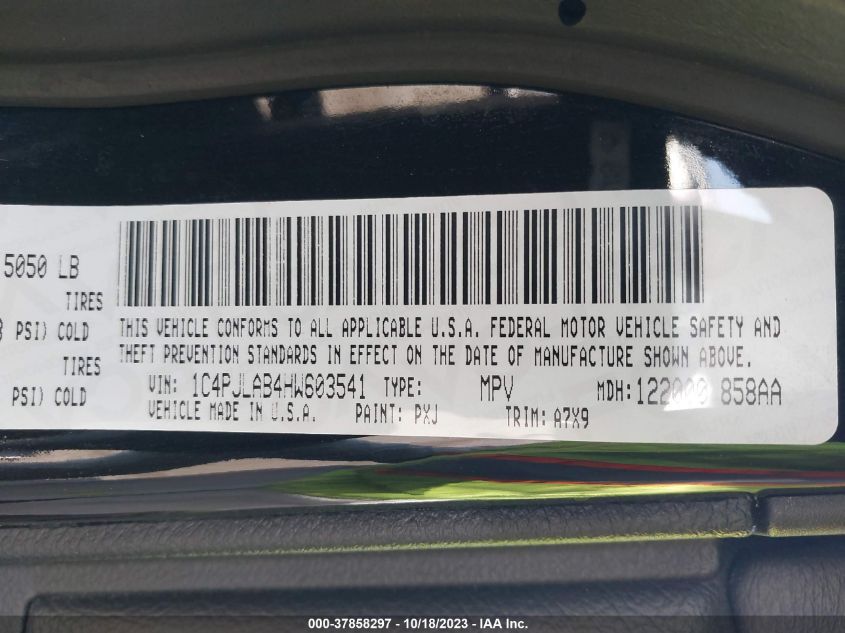 5050 LB
TIRES
PSI) COLD
TIRES
PSI) COLD
THIS VEHICLE CONFORMS TO ALL APPLICABLE U.S.A. FEDERAL MOTOR VEHICLE SAFETY AND
THEFT PREVENTION STANDARDS IN EFFECT ON THE DATE OF MANUFACTURE SHOWN ABOVE.
VIN: 1C4PJLAB4HW603541 TYPE: MPV MDH: 858AA
VEHICLE MADE IN U.S.A. PAINT: PXJ TRIM: A7X9
000-37858297 - 10/18/2023 - IAA Inc.